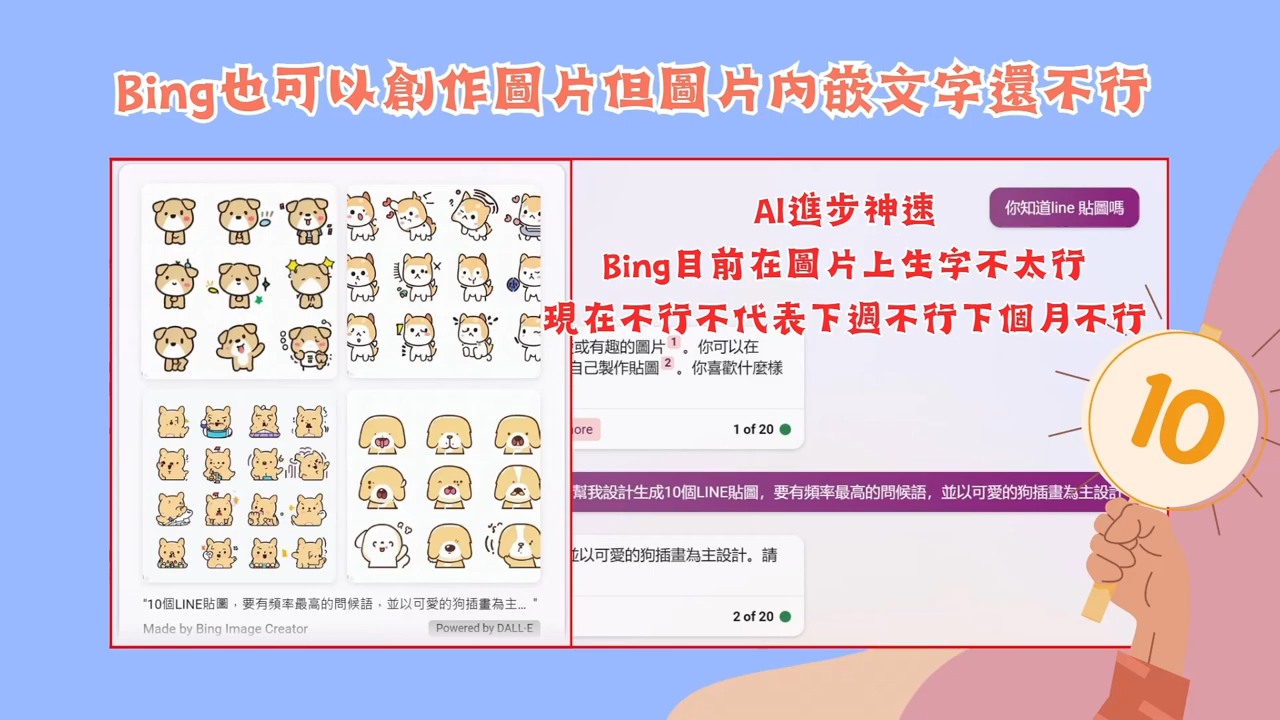 Bing也可以創作圖片但圖片內嵌文字還不行
AI進步神速
Bing目前在圖片上生字不太行
現在不行不代表下週不行下個月不行
你知道line 貼圖嗎
或有趣的圖片 1 。你可以在
自己製作貼圖 2 。你喜歡什麼樣
ore
1 of 20
幫我設計生成10個LINE貼圖，要有頻率最高的問候語，並以可愛的狗插畫為主設計
並以可愛的狗插畫為主設計。請
2 of 20
"10個LINE貼圖，要有頻率最高的問候語，並以可愛的狗插畫為主... "
Made by Bing Image Creator
Powered by DALL·E
10